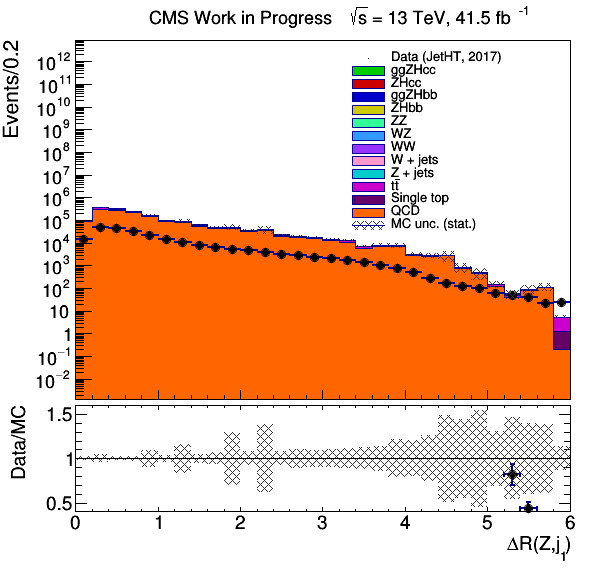 CMS Work in Progress √s = 13 TeV, 41.5 fb⁻¹
Events/0.2
10¹²
10¹¹
10¹⁰
10⁹
10⁸
10⁷
10⁶
10⁵
10⁴
10³
10²
10
1
10⁻¹
10⁻²
Data (JetHT, 2017)
ggZHcc
ZHcc
ggZHbb
ZHbb
ZZ
WZ
WW
W + jets
Z + jets
tt̄
Single top
QCD
MC unc. (stat.)
Data/MC
1.5
1
0.5
0 1 2 3 4 5 6
ΔR(Z,j₁)